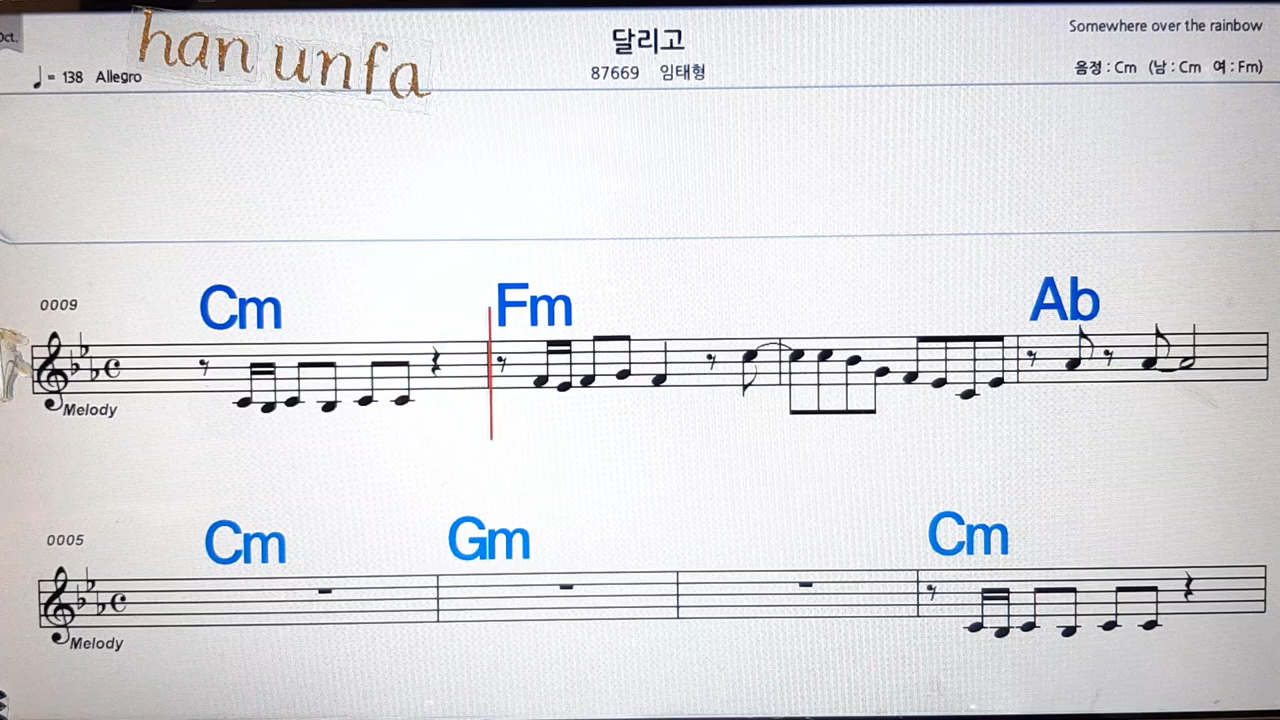 Oct.
han unfa
달리고
Somewhere over the rainbow
♩= 138 Allegro
87669 임태형
음정 : Cm (남 : Cm 여 : Fm)
0009
Cm Fm Ab
Melody
0005
Cm Gm Cm
Melody